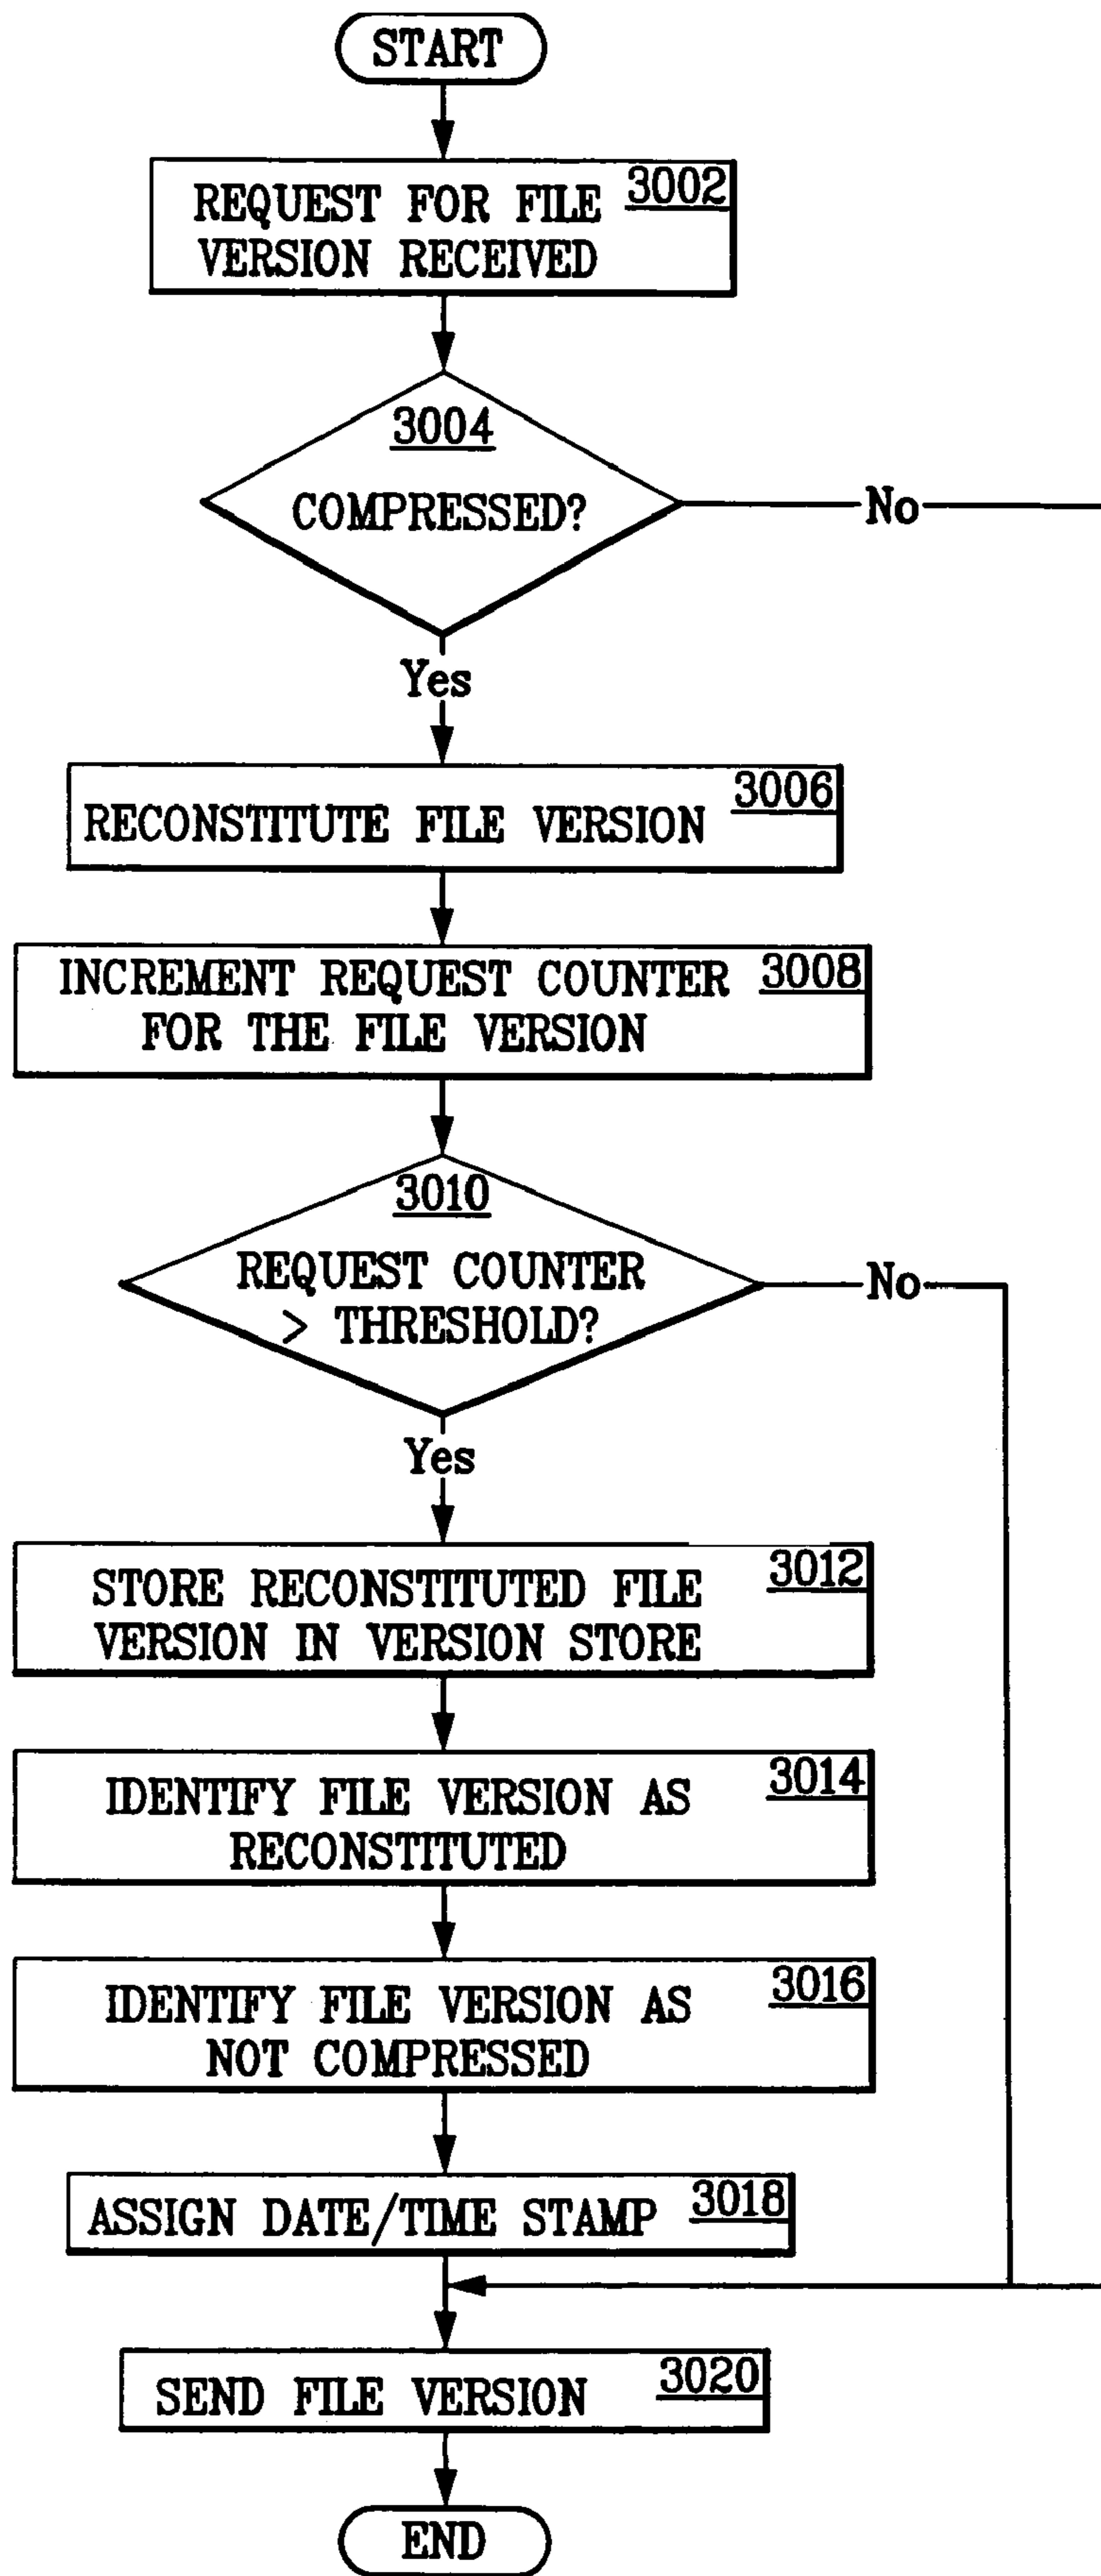 START
3002
REQUEST FOR FILE
VERSION RECEIVED
3004
COMPRESSED?
No
Yes
3006
RECONSTITUTE FILE VERSION
INCREMENT REQUEST COUNTER 3008
FOR THE FILE VERSION
3010
REQUEST COUNTER
> THRESHOLD?
No
Yes
STORE RECONSTITUTED FILE 3012
VERSION IN VERSION STORE
IDENTIFY FILE VERSION AS 3014
RECONSTITUTED
IDENTIFY FILE VERSION AS 3016
NOT COMPRESSED
ASSIGN DATE/TIME STAMP 3018
SEND FILE VERSION 3020
END